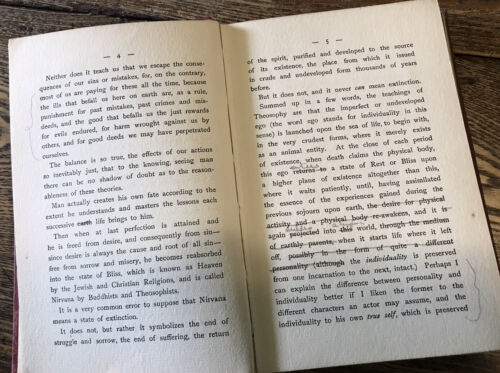 — 4 —
Neither does it teach us that we escape the conse-
quences of our sins or mistakes, for, on the contrary,
most of us are paying for these all the time, because
the ills that befall us here on earth are, as a rule,
punishment for past mistakes, past crimes and mis-
deeds, and the good that befalls us the just rewards
for evils endured, for harm wrought against us by
others, and for good deeds we may have perpetrated
ourselves.
The balance is so true, the effects of our actions
so inevitably just, that to the knowing, seeing man
there can be no shadow of doubt as to the reason-
ableness of these theories.
Man actually creates his own fate according to the
extent he understands and masters the lessons each
successive earth life brings to him.
Then when at last perfection is attained and
he is freed from desire, and consequently from sin—
since desire is always the cause and root of all sin—
free from sorrow and misery, he becomes reabsorbed
into the state of Bliss, which is known as Heaven
by the Jewish and Christian Religions, and is called
Nirvana by Buddhists and Theosophists.
It is a very common error to suppose that Nirvana
means a state of extinction.
It does not, but rather it symbolizes the end of
struggle and sorrow, the end of suffering, the return
— 5 —
of the spirit, purified and developed to the source
of its existence, the place from which it issued
in crude and undeveloped form thousands of years
before.
But it does not, and it never can mean extinction.
Summed up in a few words, the teachings of
Theosophy are that the imperfect or undeveloped
ego (the word ego stands for individuality in this
sense) is launched upon the sea of life, to begin with,
in the very crudest forms, where it merely exists
as an animal entity. At the close of each period
of existence, when death claims the physical body,
this ego returns to a state of Rest or Bliss upon
a higher plane of existence altogether than this,
where it waits patiently, until, having assimilated
the essence of the experiences gained during the
previous sojourn upon earth, the desire for physical
activity and a physical body re-awakens, and it is
again projected into this world, through the medium
of earthly parents, when it starts life where it left
off, possibly in the form of quite a different
personality (although the individuality is preserved
from one incarnation to the next, intact.) Perhaps I
can explain the difference between personality and
individuality better if I liken the former to the
different characters an actor may assume, and the
individuality to his own true self, which is preserved